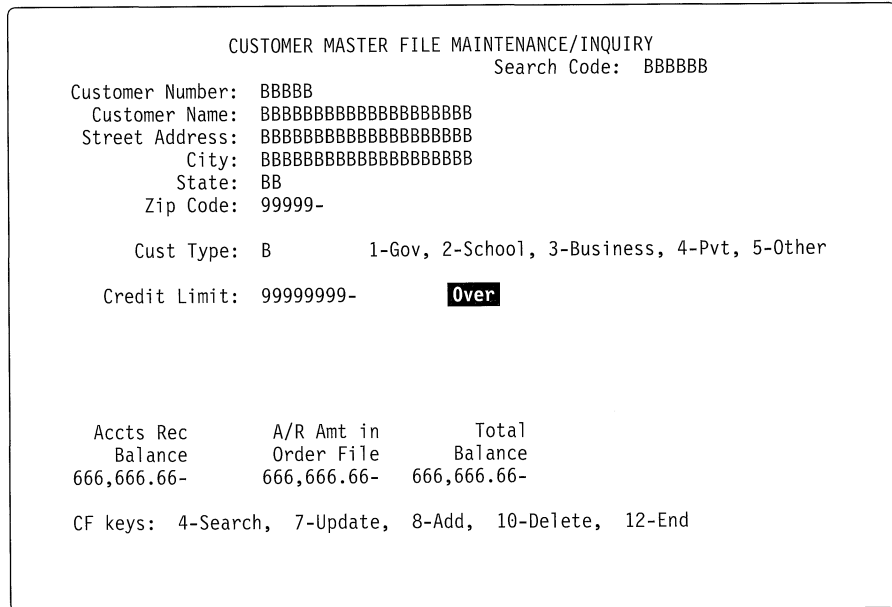 CUSTOMER MASTER FILE MAINTENANCE/INQUIRY
Search Code: BBBBBB
Customer Number: BBBBB
Customer Name: BBBBBBBBBBBBBBBBBBBB
Street Address: BBBBBBBBBBBBBBBBBBBB
City: BBBBBBBBBBBBBBBBBBBB
State: BB
Zip Code: 99999-
Cust Type: B 1-Gov, 2-School, 3-Business, 4-Pvt, 5-Other
Credit Limit: 99999999- Over
Accts Rec A/R Amt in Total
Balance Order File Balance
666,666.66- 666,666.66- 666,666.66-
CF keys: 4-Search, 7-Update, 8-Add, 10-Delete, 12-End